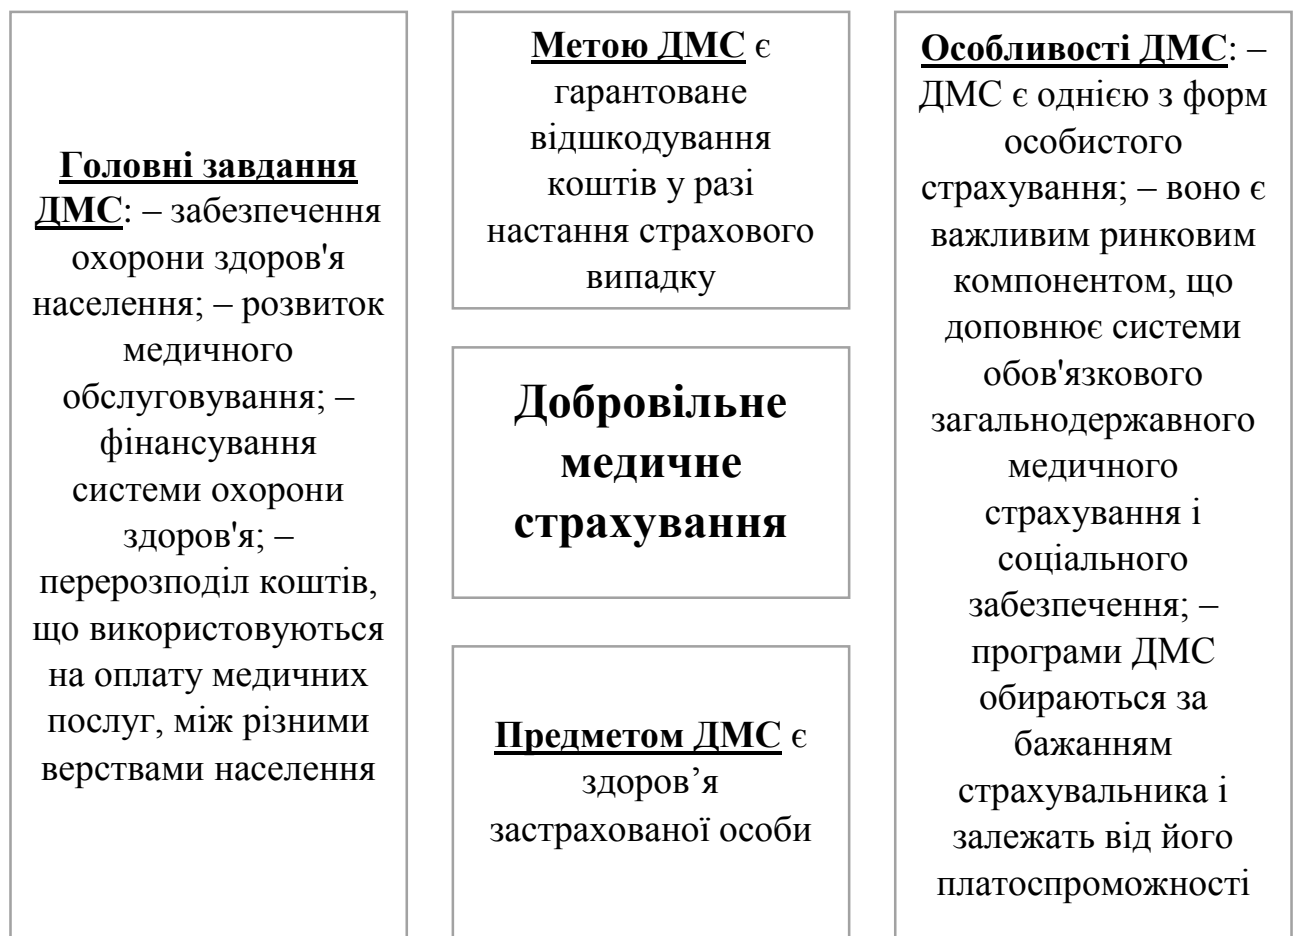 Головні завдання
ДМС: – забезпечення
охорони здоров'я
населення; – розвиток
медичного
обслуговування; –
фінансування
системи охорони
здоров'я; –
перерозподіл коштів,
що використовуються
на оплату медичних
послуг, між різними
верствами населення
Метою ДМС є
гарантоване
відшкодування
коштів у разі
настання страхового
випадку
Добровільне
медичне
страхування
Предметом ДМС є
здоров’я
застрахованої особи
Особливості ДМС: –
ДМС є однією з форм
особистого
страхування; – воно є
важливим ринковим
компонентом, що
доповнює системи
обов'язкового
загальнодержавного
медичного
страхування і
соціального
забезпечення; –
програми ДМС
обираються за
бажанням
страхувальника і
залежать від його
платоспроможності